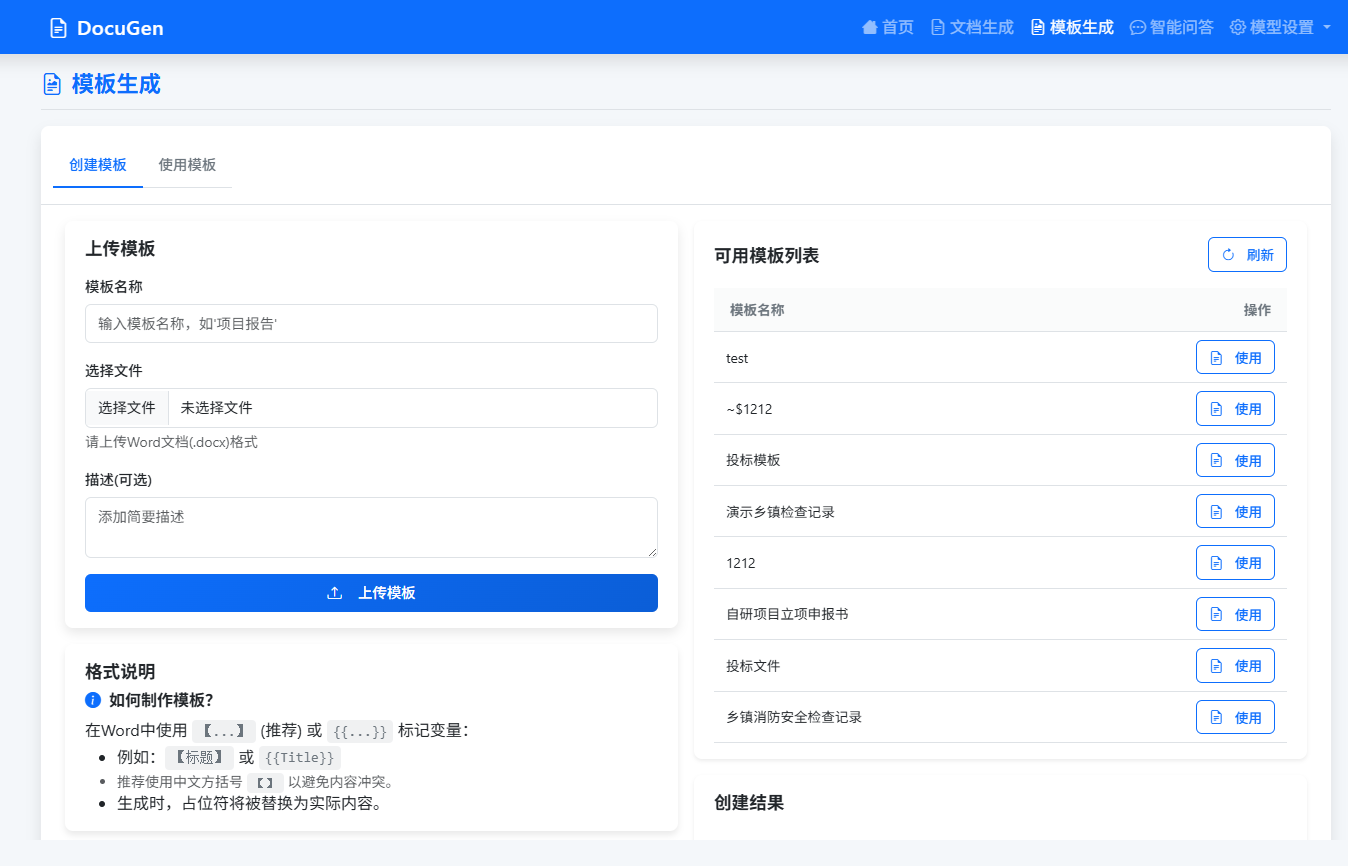 DocuGen
首页 文档生成 模板生成 智能问答 模型设置
模板生成
创建模板 使用模板
上传模板
模板名称
输入模板名称，如'项目报告'
选择文件
选择文件 未选择文件
请上传Word文档(.docx)格式
描述(可选)
添加简要描述
上传模板
格式说明
如何制作模板？
在Word中使用 【...】 (推荐) 或 {{...}} 标记变量：
例如： 【标题】 或 {{Title}}
推荐使用中文方括号 【】 以避免内容冲突。
生成时，占位符将被替换为实际内容。
可用模板列表 刷新
模板名称 操作
test 使用
~$1212 使用
投标模板 使用
演示乡镇检查记录 使用
1212 使用
自研项目立项申报书 使用
投标文件 使用
乡镇消防安全检查记录 使用
创建结果